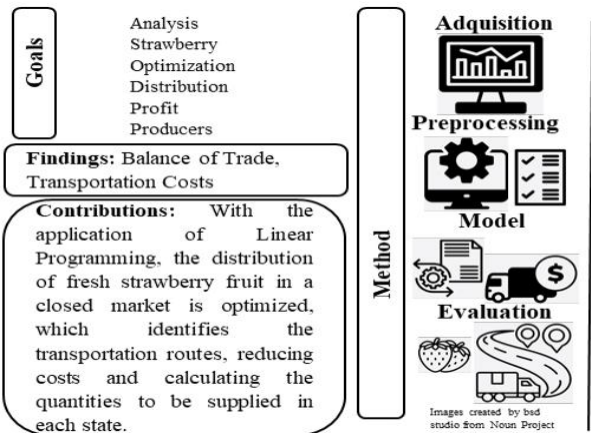 Goals
Analysis
Strawberry
Optimization
Distribution
Profit
Producers
Findings: Balance of Trade,
Transportation Costs
Contributions: With the
application of Linear
Programming, the distribution
of fresh strawberry fruit in a
closed market is optimized,
which identifies the
transportation routes, reducing
costs and calculating the
quantities to be supplied in
each state.
Method
Adquisition
Preprocessing
Model
$
Evaluation
Images created by bsd
studio from Noun Project